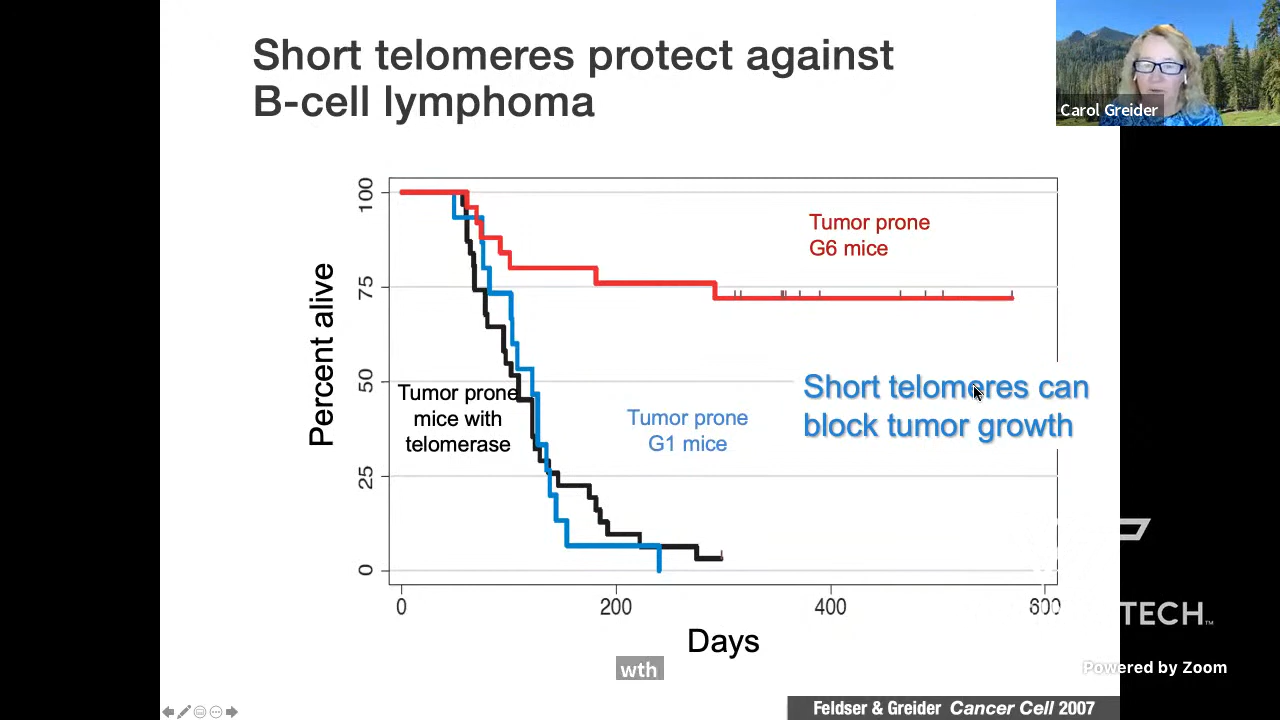 Short telomeres protect against
B-cell lymphoma
Carol Greider
Percent alive
100
75
50
25
0
Tumor prone
G6 mice
Tumor prone
mice with
telomerase
Tumor prone
G1 mice
Short telomeres can
block tumor growth
0
200
400
600
Days
wth
TECH™
Powered by Zoom
Feldser & Greider Cancer Cell 2007